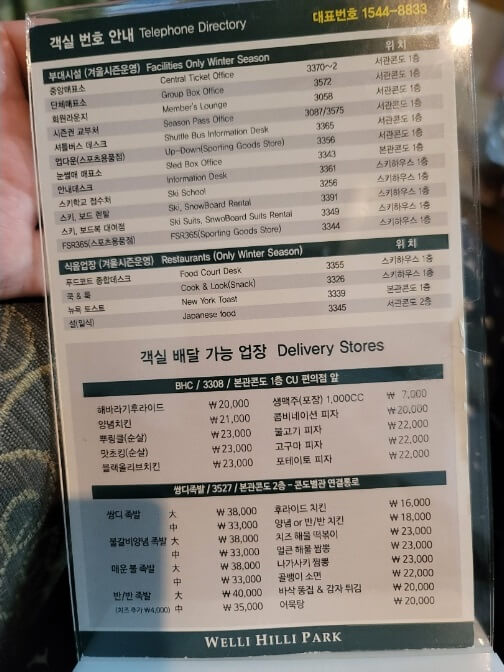 객실 번호 안내 Telephone Directory 대표번호 1544-8833
부대시설 (겨울시즌운영) Facilities Only Winter Season 위 치
중앙매표소 Central Ticket Office 3370~2 서관콘도 1층
단체매표소 Group Box Office 3572 서관콘도 1층
회원라운지 Member's Lounge 3058 서관콘도 1층
시즌권 교부처 Season Pass Office 3087/3575 서관콘도 1층
셔틀버스 데스크 Shuttle Bus Information Desk 3365 서관콘도 1층
업다운(스포츠용품점) Up-Down(Sporting Goods Store) 3356 서관콘도 1층
눈썰매 매표소 Sled Box Office 3343 본관콘도 1층
안내데스크 Information Desk 3361 스키하우스 1층
스키학교 접수처 Ski School 3256 스키하우스 1층
스키, 보드 렌탈 Ski, SnowBoard Rental 3391 스키하우스 1층
스키, 보드복 대여점 Ski Suits, SnwoBoard Suits Rental 3349 스키하우스 1층
FSR365(스포츠용품점) FSR365(Sporting Goods Store) 3344 스키하우스 1층
식음업장 (겨울시즌운영) Restaurants (Only Winter Season) 위 치
푸드코트 종합데스크 Food Court Desk 3355 스키하우스 1층
쿡 & 룩 Cook & Look(Snack) 3326 스키하우스 1층
뉴욕 토스트 New York Toast 3339 본관콘도 1층
설(일식) Japanese food 3345 서관콘도 2층
객실 배달 가능 업장 Delivery Stores
BHC / 3308 / 본관콘도 1층 CU 편의점 앞
해바라기후라이드 ₩20,000 생맥주(포장) 1,000CC ₩ 7,000
양념치킨 ₩21,000 콤비네이션 피자 ₩20,000
뿌링클(순살) ₩23,000 불고기 피자 ₩22,000
맛초킹(순살) ₩23,000 고구마 피자 ₩22,000
블랙올리브치킨 ₩23,000 포테이토 피자 ₩22,000
쌍디족발 / 3527 / 본관콘도 2층 - 콘도별관 연결통로
쌍디 족발 大 ₩ 38,000 후라이드 치킨 ₩ 16,000
中 ₩ 33,000 양념 or 반/반 치킨 ₩ 18,000
불갈비양념 족발 大 ₩ 38,000 치즈 해물 떡볶이 ₩ 23,000
中 ₩ 33,000 얼큰 해물 짬뽕 ₩ 23,000
매운 불 족발 大 ₩ 38,000 나가사키 짬뽕 ₩ 23,000
中 ₩ 33,000 골뱅이 소면 ₩ 22,000
반/반 족발 大 ₩ 40,000 바삭 똥집 & 감자 튀김 ₩ 20,000
(치즈 추가 ₩4,000) 中 ₩ 35,000 어묵탕 ₩ 20,000
WELLI HILLI PARK